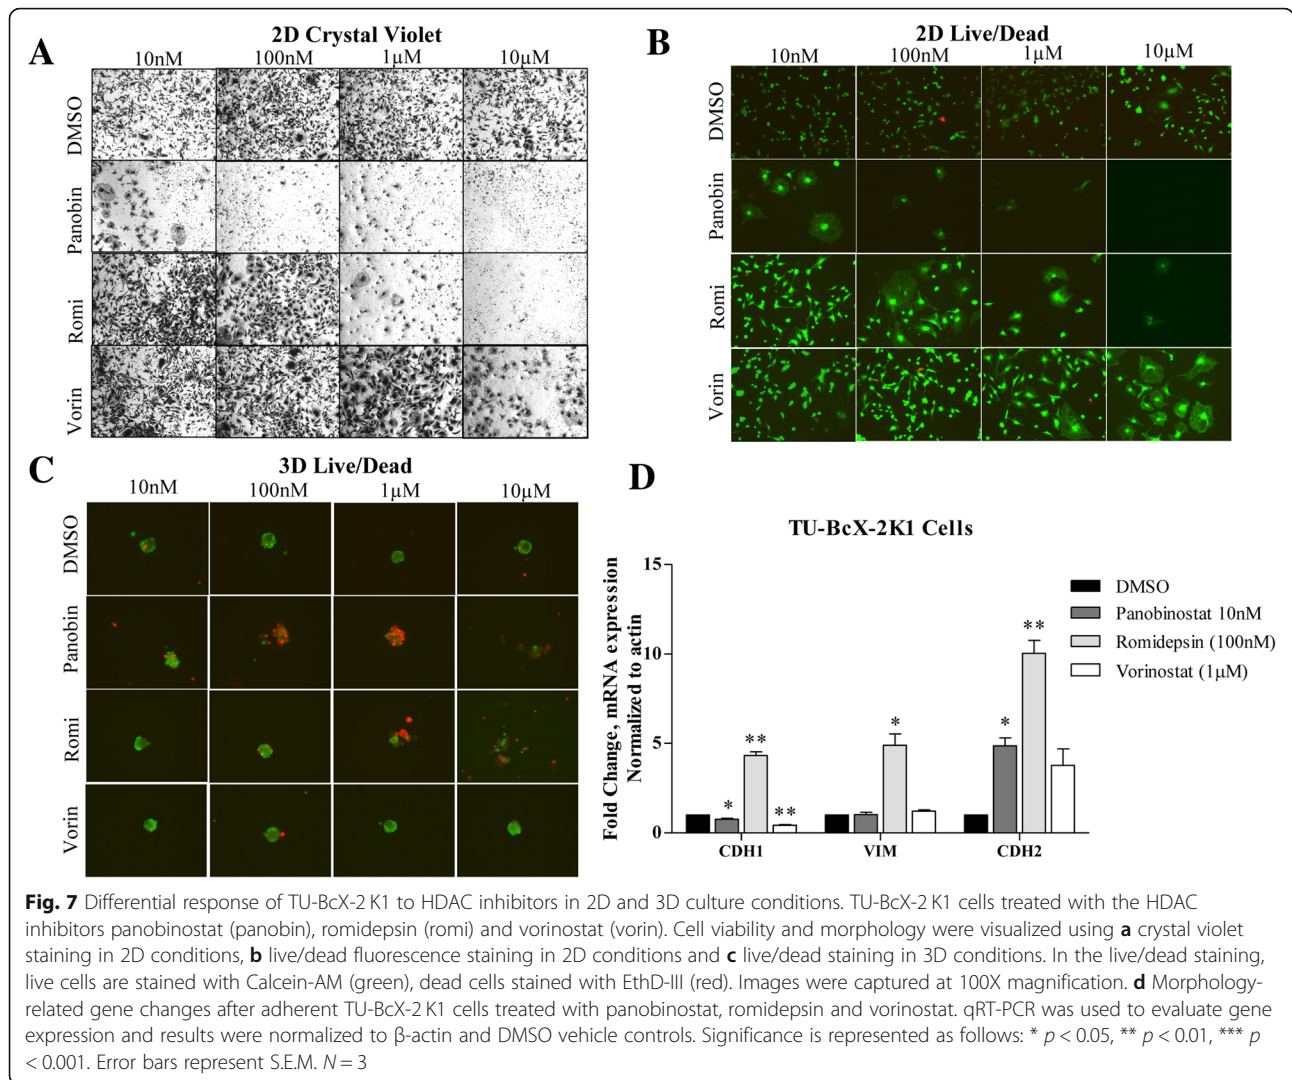 A
2D Crystal Violet
10nM 100nM 1µM 10µM
DMSO
Panobin
Romi
Vorin
B
2D Live/Dead
10nM 100nM 1µM 10µM
DMSO
Panobin
Romi
Vorin
C
3D Live/Dead
10nM 100nM 1µM 10µM
DMSO
Panobin
Romi
Vorin
D
TU-BcX-2K1 Cells
Fold Change, mRNA expression
Normalized to actin
15
10
5
0
* ** **
*
* **
CDH1 VIM CDH2
DMSO
Panobinostat 10nM
Romidepsin (100nM)
Vorinostat (1µM)
Fig. 7 Differential response of TU-BcX-2 K1 to HDAC inhibitors in 2D and 3D culture conditions. TU-BcX-2 K1 cells treated with the HDAC
inhibitors panobinostat (panobin), romidepsin (romi) and vorinostat (vorin). Cell viability and morphology were visualized using a crystal violet
staining in 2D conditions, b live/dead fluorescence staining in 2D conditions and c live/dead staining in 3D conditions. In the live/dead staining,
live cells are stained with Calcein-AM (green), dead cells stained with EthD-III (red). Images were captured at 100X magnification. d Morphology-
related gene changes after adherent TU-BcX-2 K1 cells treated with panobinostat, romidepsin and vorinostat. qRT-PCR was used to evaluate gene
expression and results were normalized to β-actin and DMSO vehicle controls. Significance is represented as follows: * p < 0.05, ** p < 0.01, *** p
< 0.001. Error bars represent S.E.M. N = 3